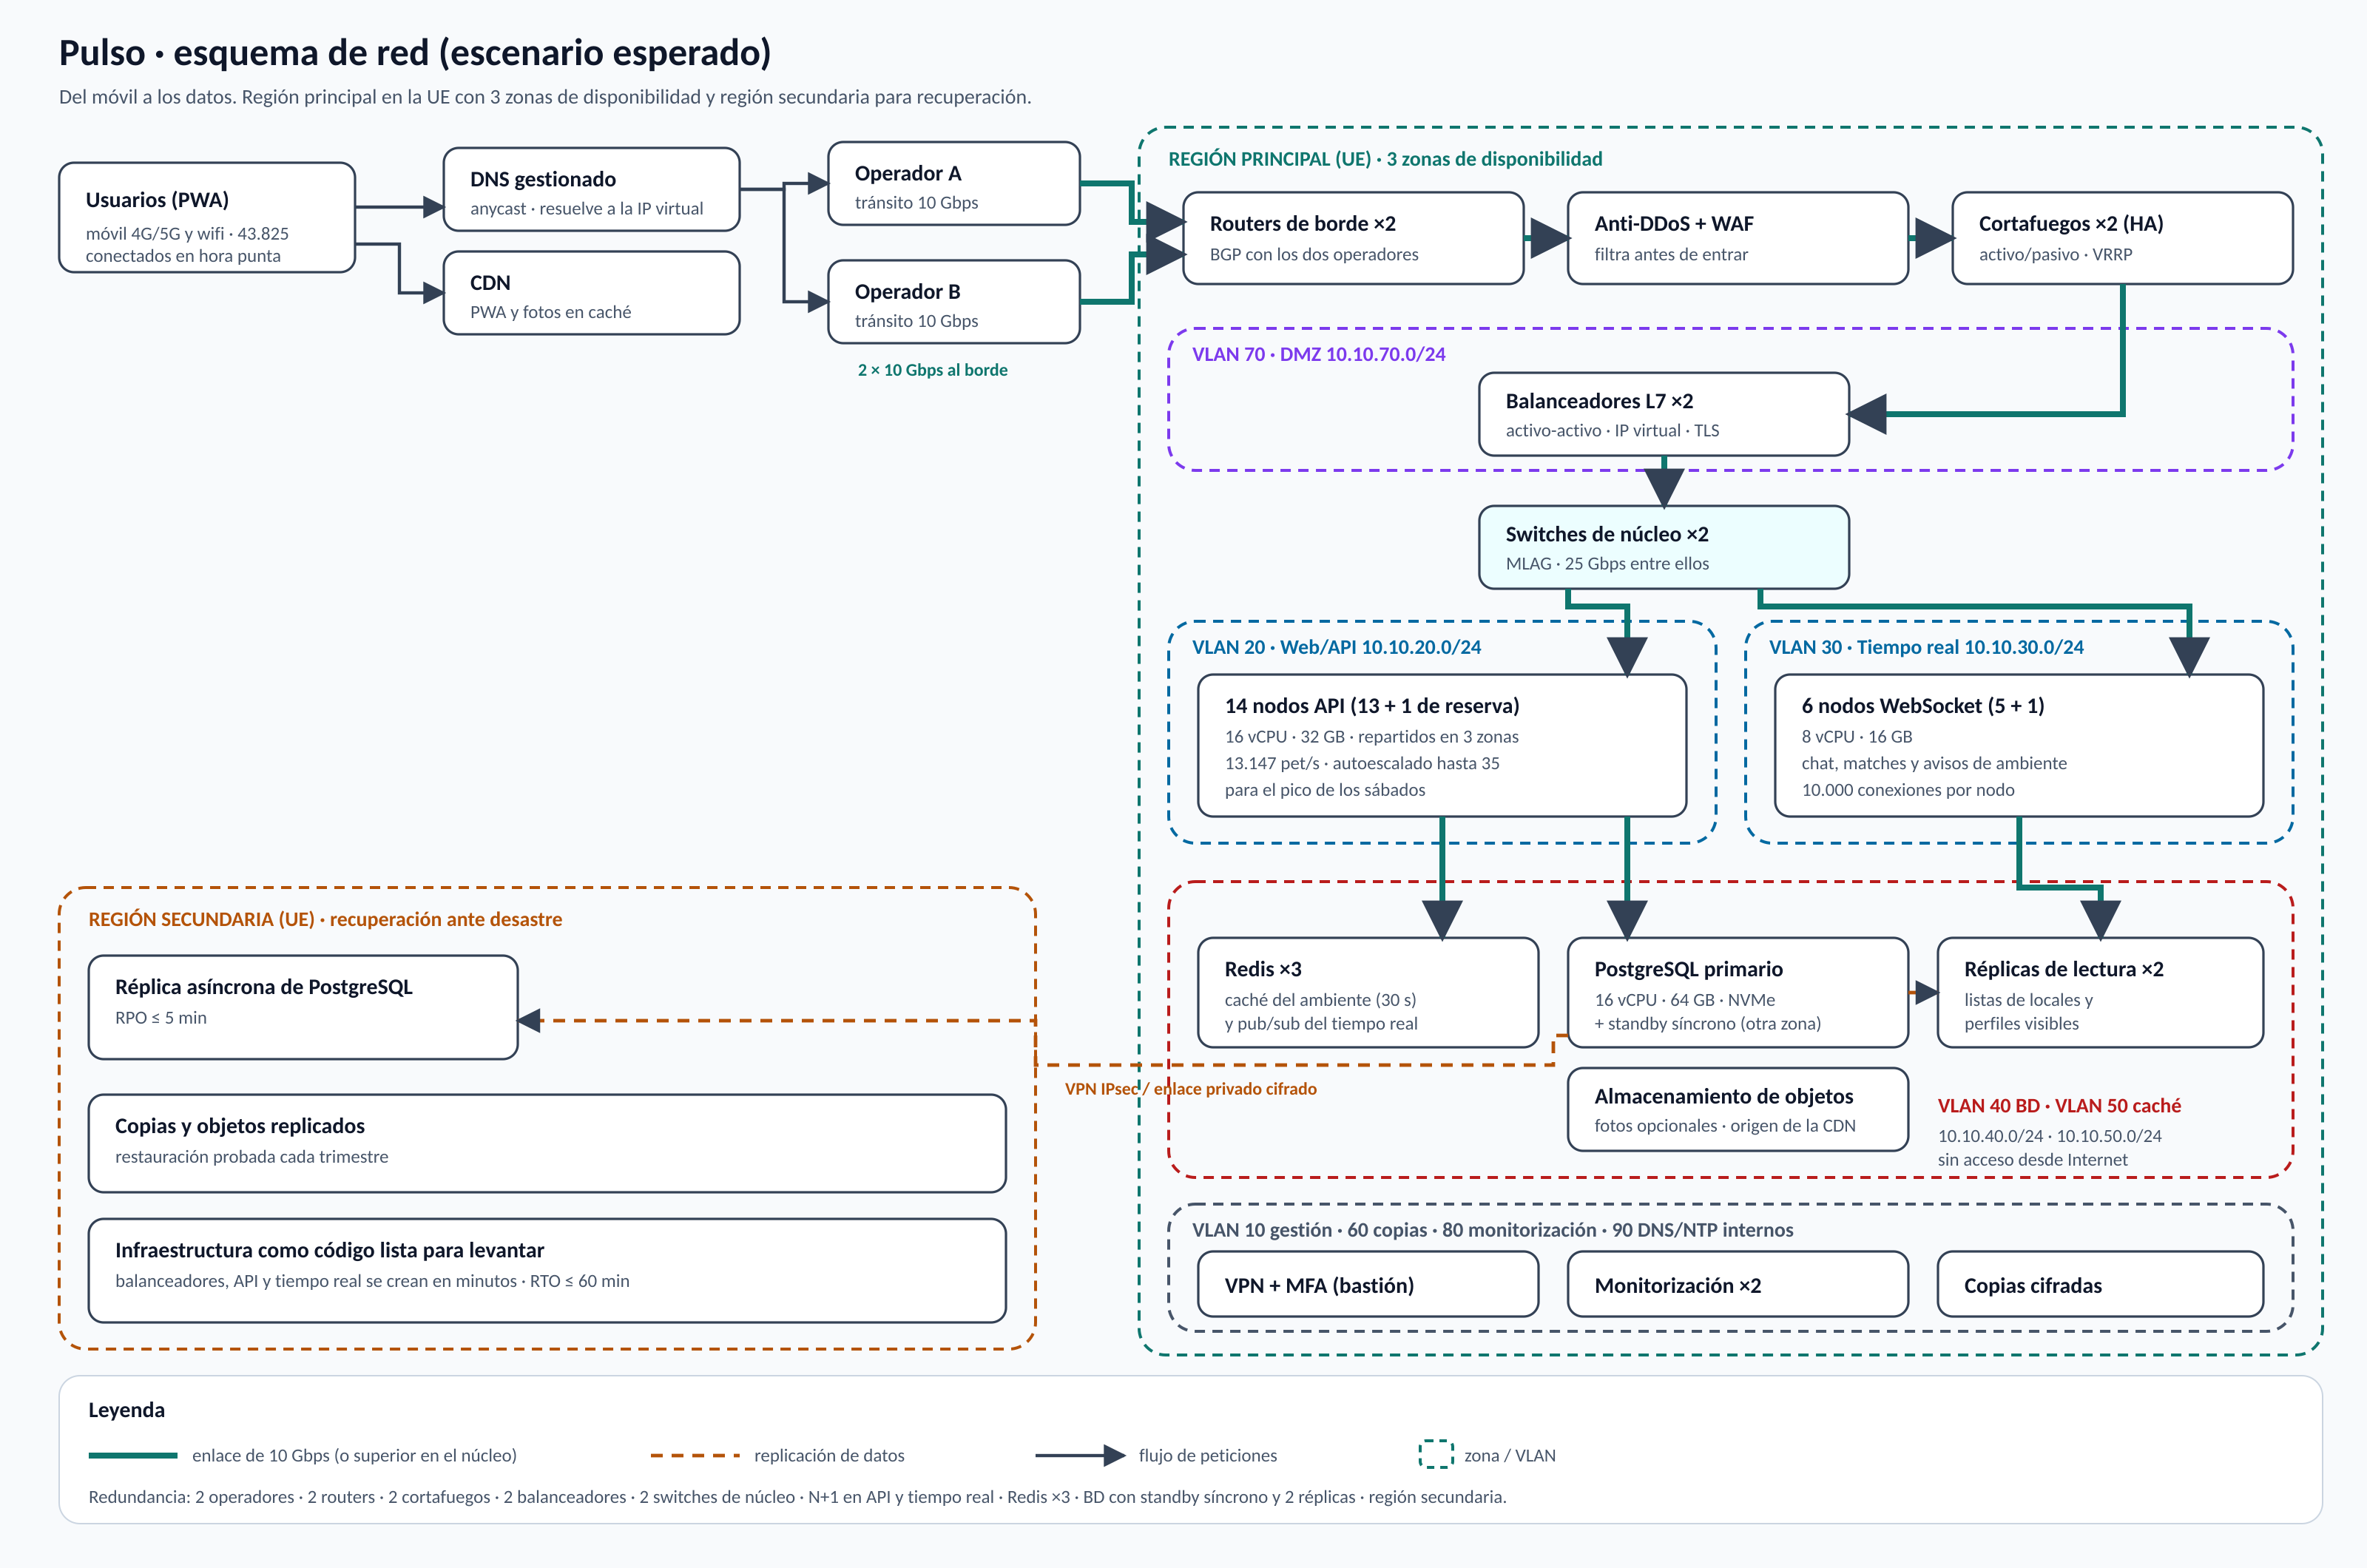 Pulso · esquema de red (escenario esperado)
Del móvil a los datos. Región principal en la UE con 3 zonas de disponibilidad y región secundaria para recuperación.
Usuarios (PWA)
móvil 4G/5G y wifi · 43.825
conectados en hora punta
DNS gestionado
anycast · resuelve a la IP virtual
CDN
PWA y fotos en caché
Operador A
tránsito 10 Gbps
Operador B
tránsito 10 Gbps
2 × 10 Gbps al borde
REGIÓN PRINCIPAL (UE) · 3 zonas de disponibilidad
Routers de borde ×2
BGP con los dos operadores
Anti-DDoS + WAF
filtra antes de entrar
Cortafuegos ×2 (HA)
activo/pasivo · VRRP
VLAN 70 · DMZ 10.10.70.0/24
Balanceadores L7 ×2
activo-activo · IP virtual · TLS
Switches de núcleo ×2
MLAG · 25 Gbps entre ellos
VLAN 20 · Web/API 10.10.20.0/24
14 nodos API (13 + 1 de reserva)
16 vCPU · 32 GB · repartidos en 3 zonas
13.147 pet/s · autoescalado hasta 35
para el pico de los sábados
VLAN 30 · Tiempo real 10.10.30.0/24
6 nodos WebSocket (5 + 1)
8 vCPU · 16 GB
chat, matches y avisos de ambiente
10.000 conexiones por nodo
Redis ×3
caché del ambiente (30 s)
y pub/sub del tiempo real
PostgreSQL primario
16 vCPU · 64 GB · NVMe
+ standby síncrono (otra zona)
Réplicas de lectura ×2
listas de locales y
perfiles visibles
Almacenamiento de objetos
fotos opcionales · origen de la CDN
VLAN 40 BD · VLAN 50 caché
10.10.40.0/24 · 10.10.50.0/24
sin acceso desde Internet
VPN IPsec / enlace privado cifrado
REGIÓN SECUNDARIA (UE) · recuperación ante desastre
Réplica asíncrona de PostgreSQL
RPO ≤ 5 min
Copias y objetos replicados
restauración probada cada trimestre
Infraestructura como código lista para levantar
balanceadores, API y tiempo real se crean en minutos · RTO ≤ 60 min
VLAN 10 gestión · 60 copias · 80 monitorización · 90 DNS/NTP internos
VPN + MFA (bastión)
Monitorización ×2
Copias cifradas
Leyenda
enlace de 10 Gbps (o superior en el núcleo)
replicación de datos
flujo de peticiones
zona / VLAN
Redundancia: 2 operadores · 2 routers · 2 cortafuegos · 2 balanceadores · 2 switches de núcleo · N+1 en API y tiempo real · Redis ×3 · BD con standby síncrono y 2 réplicas · región secundaria.